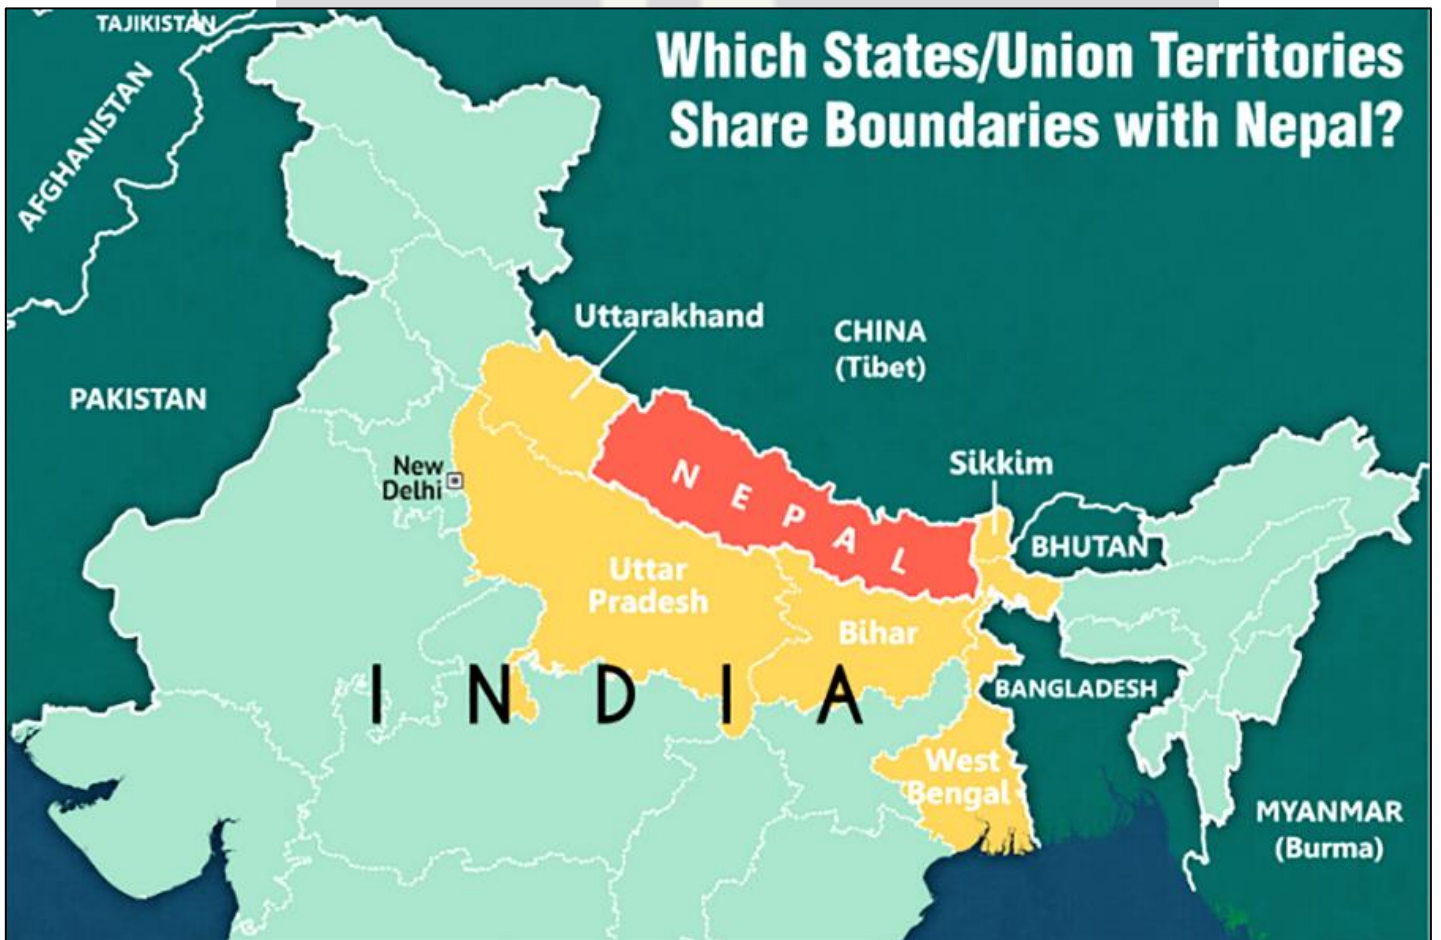 TAJIKISTAN
Which States/Union Territories
Share Boundaries with Nepal?
AFGHANISTAN
Uttarakhand
CHINA
(Tibet)
PAKISTAN
New
Delhi
NEPAL
Sikkim
BHUTAN
Uttar
Pradesh
Bihar
INDIA
BANGLADESH
West
Bengal
MYANMAR
(Burma)